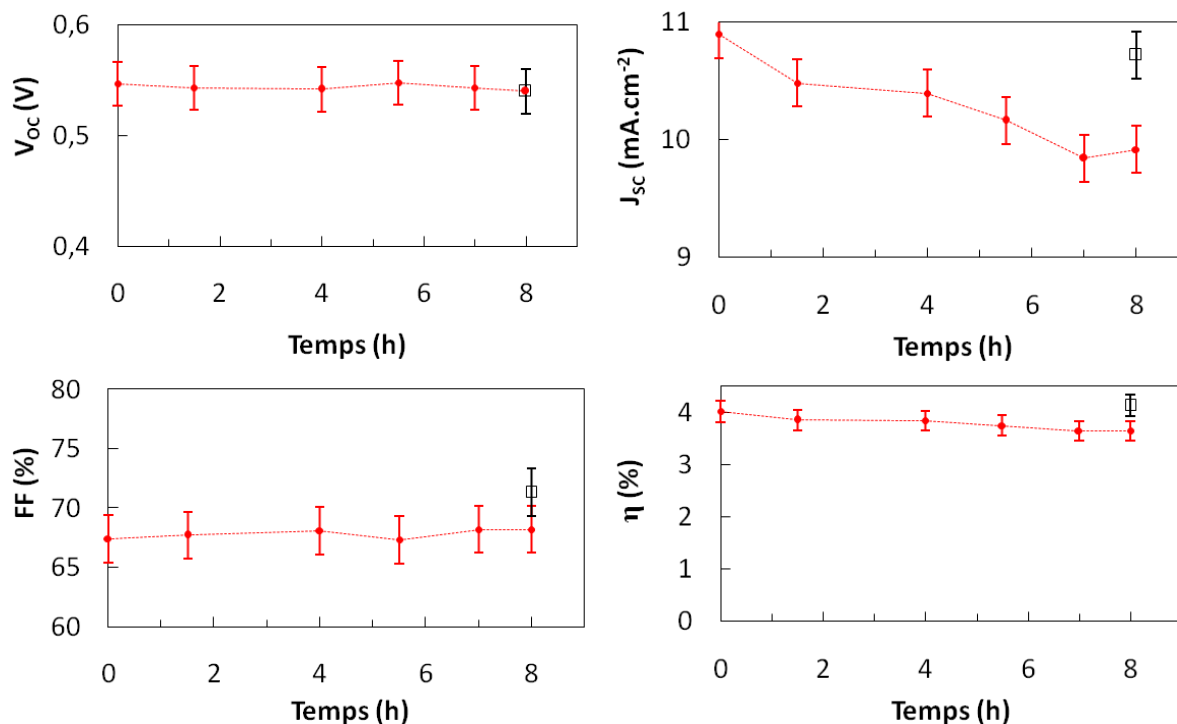 0,6
0,5
0,4
V_OC (V)
0 2 4 6 8
Temps (h)
11
10
9
J_SC (mA.cm⁻²)
0 2 4 6 8
Temps (h)
80
75
70
65
60
FF (%)
0 2 4 6 8
Temps (h)
4
3
2
1
0
η (%)
0 2 4 6 8
Temps (h)